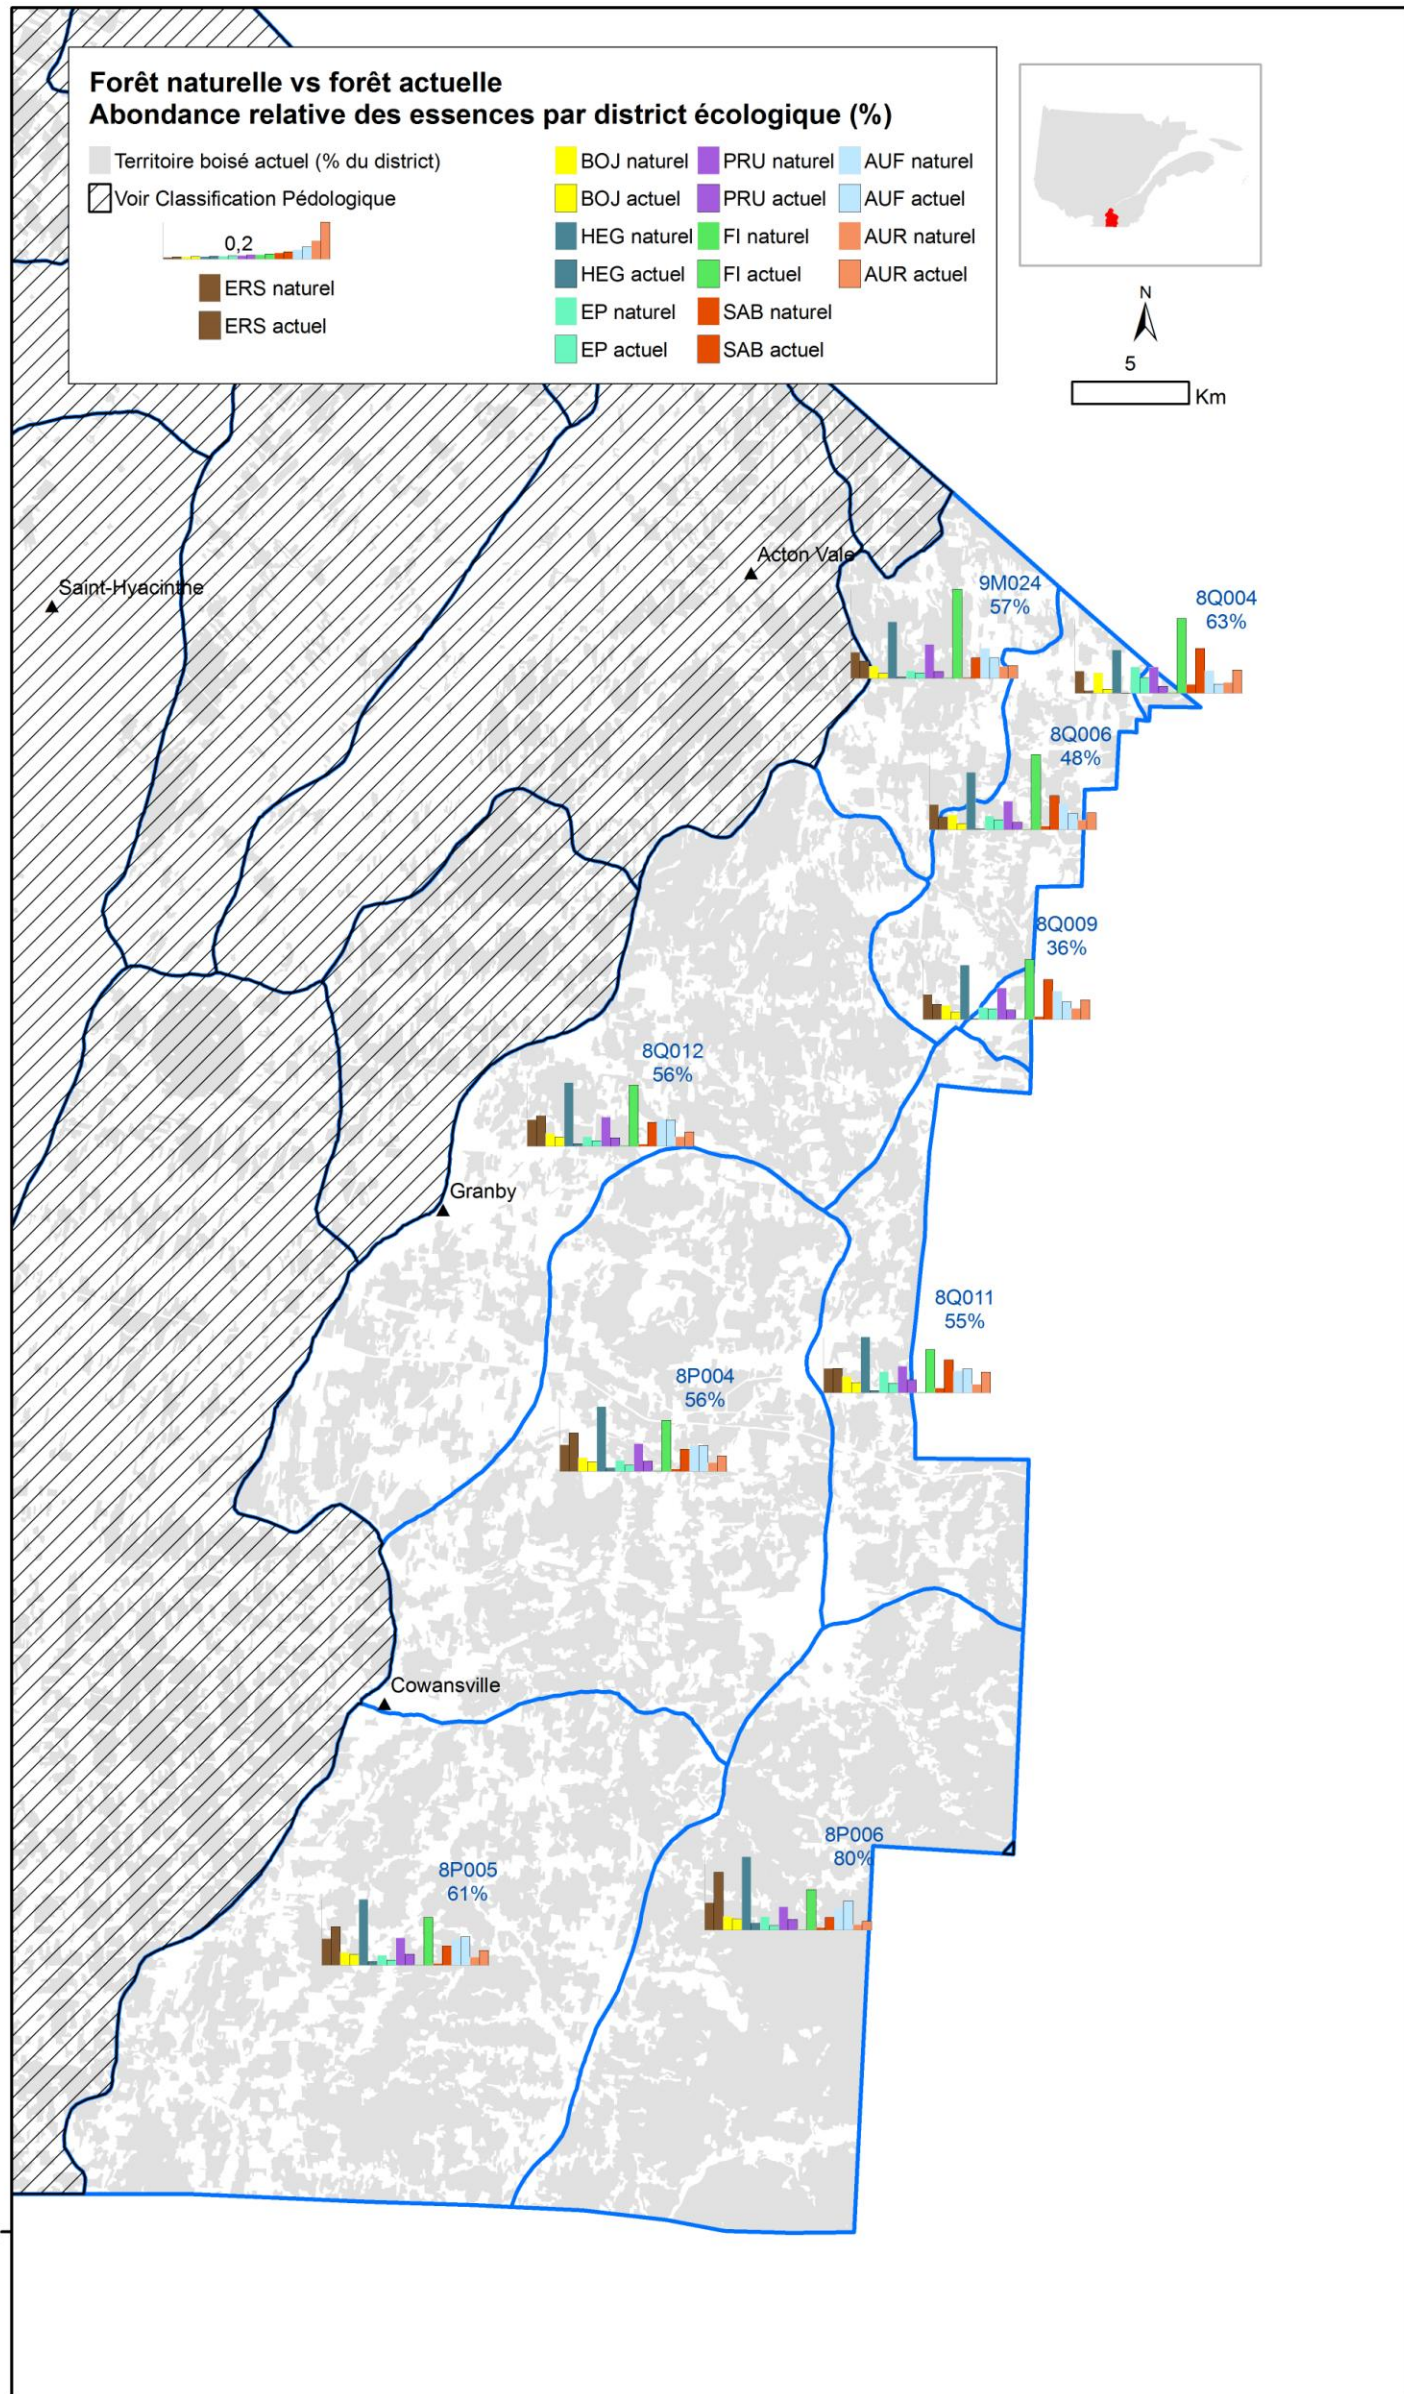 Forêt naturelle vs forêt actuelle
Abondance relative des essences par district écologique (%)
Territoire boisé actuel (% du district)
Voir Classification Pédologique
0,2
ERS naturel
ERS actuel
BOJ naturel
BOJ actuel
HEG naturel
HEG actuel
EP naturel
EP actuel
PRU naturel
PRU actuel
FI naturel
FI actuel
SAB naturel
SAB actuel
AUF naturel
AUF actuel
AUR naturel
AUR actuel
N
5
Km
Acton Vale
Saint-Hyacinthe
9M024
57%
8Q004
63%
8Q006
48%
8Q009
36%
8Q012
56%
Granby
8Q011
55%
8P004
56%
Cowansville
8P006
80%
8P005
61%